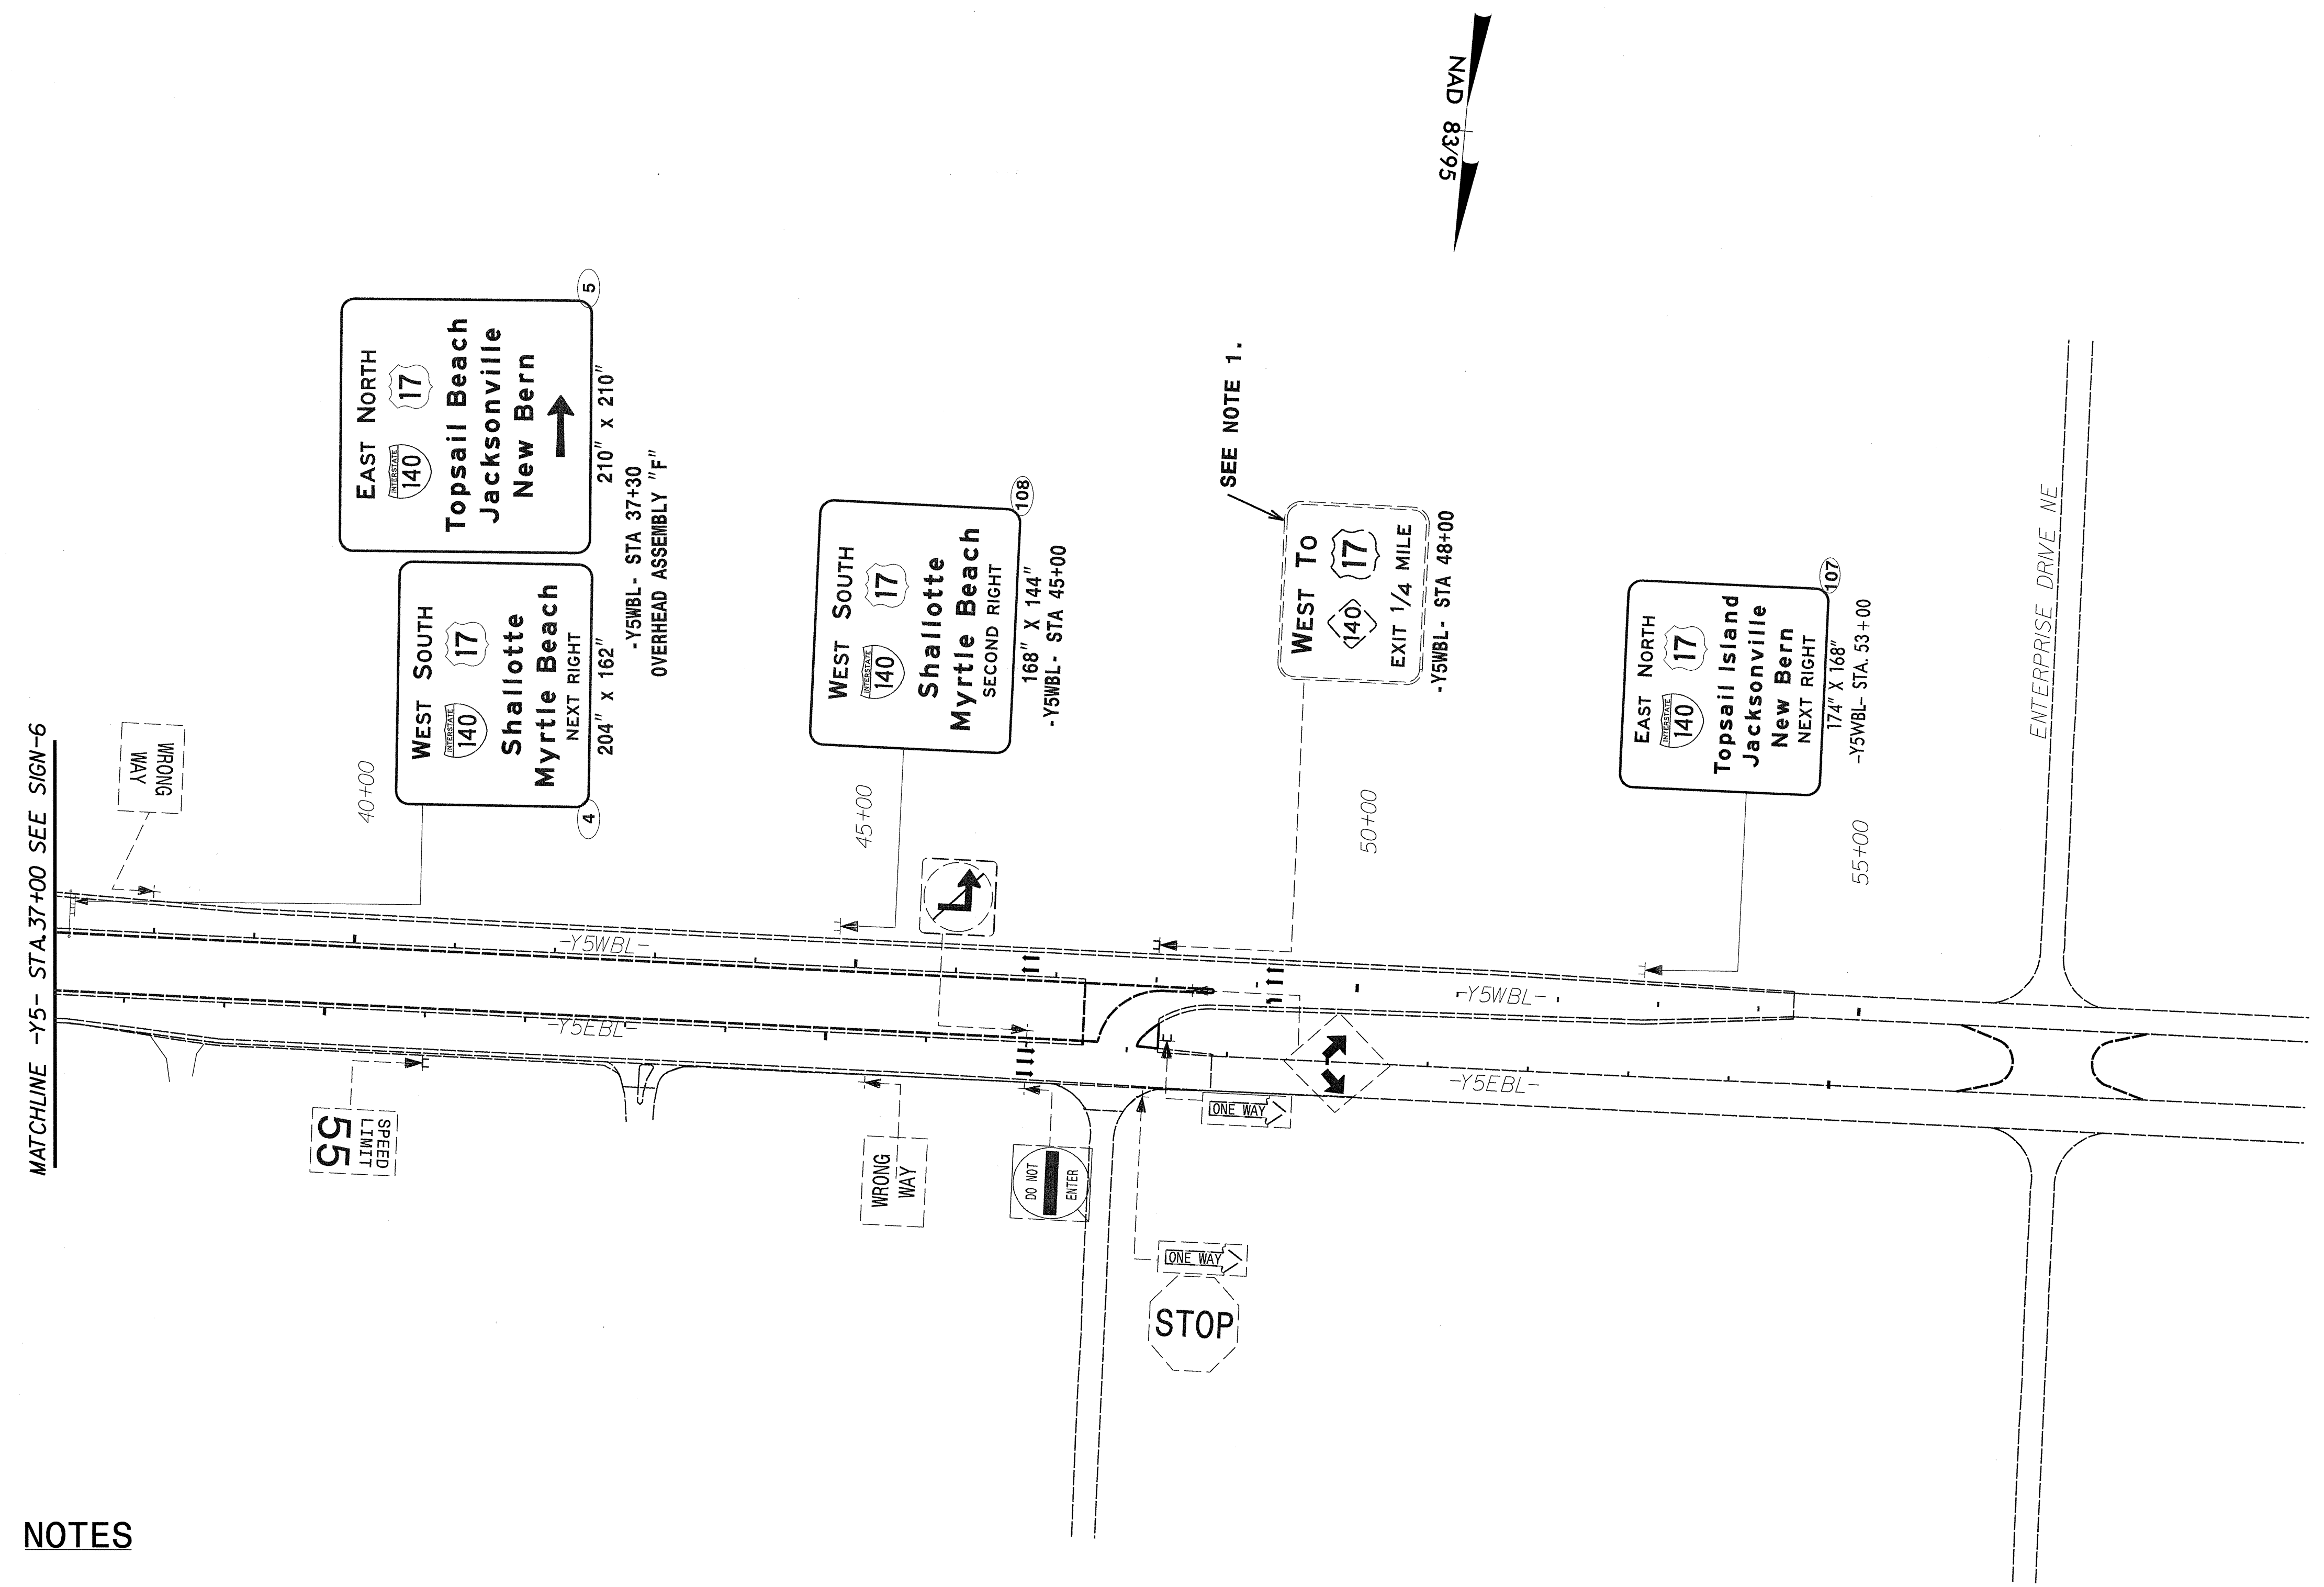 NAD 83/95
MATCHLINE -Y5- STA.37+00 SEE SIGN-6
WRONG
WAY
40+00
EAST NORTH
INTERSTATE
140
17
Topsail Beach
Jacksonville
New Bern
5
210" X 210"
WEST SOUTH
INTERSTATE
140
17
Shallotte
Myrtle Beach
NEXT RIGHT
4
204" X 162"
-Y5WBL- STA 37+30
OVERHEAD ASSEMBLY "F"
45+00
WEST SOUTH
INTERSTATE
140
17
Shallotte
Myrtle Beach
SECOND RIGHT
108
168" X 144"
-Y5WBL- STA 45+00
SEE NOTE 1.
WEST TO
140
17
EXIT 1/4 MILE
-Y5WBL- STA 48+00
50+00
EAST NORTH
INTERSTATE
140
17
Topsail Island
Jacksonville
New Bern
NEXT RIGHT
107
174" X 168"
-Y5WBL- STA. 53+00
55+00
ENTERPRISE DRIVE NE
-Y5WBL-
-Y5WBL-
-Y5EBL-
-Y5EBL-
SPEED
LIMIT
55
WRONG
WAY
DO NOT
ENTER
ONE WAY
ONE WAY
STOP
NOTES